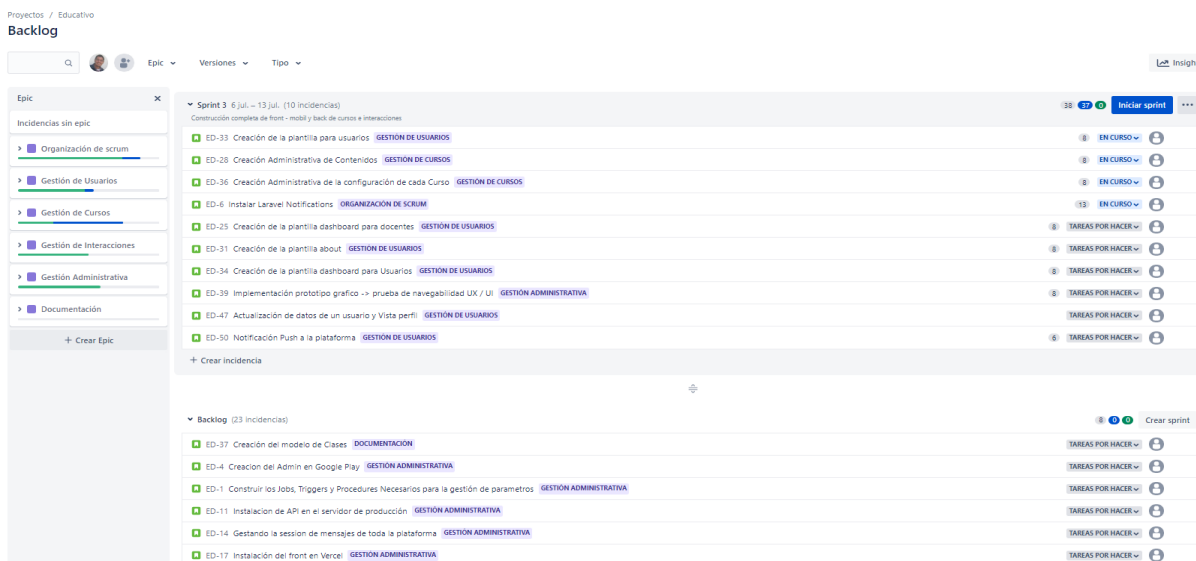 Proyectos / Educativo
Backlog
Epic Versiones Tipo Insigh
Epic
Incidencias sin epic
Organización de scrum
Gestión de Usuarios
Gestión de Cursos
Gestión de Interacciones
Gestión Administrativa
Documentación
+ Crear Epic
Sprint 3 6 jul. – 13 jul. (10 incidencias) 38 37 0 Iniciar sprint
Construcción completa de front - mobil y back de cursos e interacciones
ED-33 Creación de la plantilla para usuarios GESTIÓN DE USUARIOS 8 EN CURSO
ED-28 Creación Administrativa de Contenidos GESTIÓN DE CURSOS 8 EN CURSO
ED-36 Creación Administrativa de la configuración de cada Curso GESTIÓN DE CURSOS 8 EN CURSO
ED-6 Instalar Laravel Notifications ORGANIZACIÓN DE SCRUM 13 EN CURSO
ED-25 Creación de la plantilla dashboard para docentes GESTIÓN DE USUARIOS 8 TAREAS POR HACER
ED-31 Creación de la plantilla about GESTIÓN DE USUARIOS 8 TAREAS POR HACER
ED-34 Creación de la plantilla dashboard para Usuarios GESTIÓN DE USUARIOS 8 TAREAS POR HACER
ED-39 Implementación prototipo grafico -> prueba de navegabilidad UX / UI GESTIÓN ADMINISTRATIVA 8 TAREAS POR HACER
ED-47 Actualización de datos de un usuario y Vista perfil GESTIÓN DE USUARIOS TAREAS POR HACER
ED-50 Notificación Push a la plataforma GESTIÓN DE USUARIOS 6 TAREAS POR HACER
+ Crear incidencia
Backlog (23 incidencias) 8 0 0 Crear sprint
ED-37 Creación del modelo de Clases DOCUMENTACIÓN TAREAS POR HACER
ED-4 Creacion del Admin en Google Play GESTIÓN ADMINISTRATIVA TAREAS POR HACER
ED-1 Construir los Jobs, Triggers y Procedures Necesarios para la gestión de parametros GESTIÓN ADMINISTRATIVA TAREAS POR HACER
ED-11 Instalacion de API en el servidor de producción GESTIÓN ADMINISTRATIVA TAREAS POR HACER
ED-14 Gestando la session de mensajes de toda la plataforma GESTIÓN ADMINISTRATIVA TAREAS POR HACER
ED-17 Instalación del front en Vercel GESTIÓN ADMINISTRATIVA TAREAS POR HACER